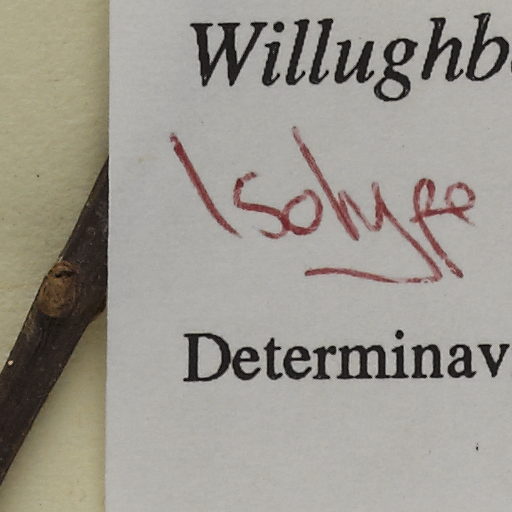 Willughb
Isotype
Determinav